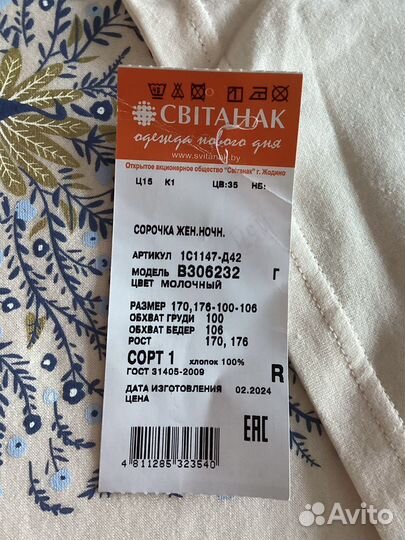 СВIТАНАК
одежда нового дня
www.svitanak.by
Открытое акционерное общество "Свiтанак" г. Жодино
Ц15 К1 ЦВ:35 НБ:
СОРОЧКА ЖЕН.НОЧН.
АРТИКУЛ 1С1147-Д42
МОДЕЛЬ В306232 Г
ЦВЕТ МОЛОЧНЫЙ
РАЗМЕР 170,176-100-106
ОБХВАТ ГРУДИ 100
ОБХВАТ БЕДЕР 106
РОСТ 170, 176
СОРТ 1 хлопок 100%
ГОСТ 31405-2009 R
ДАТА ИЗГОТОВЛЕНИЯ 02.2024
ЦЕНА
ЕАС
4 811285 323540
Avito